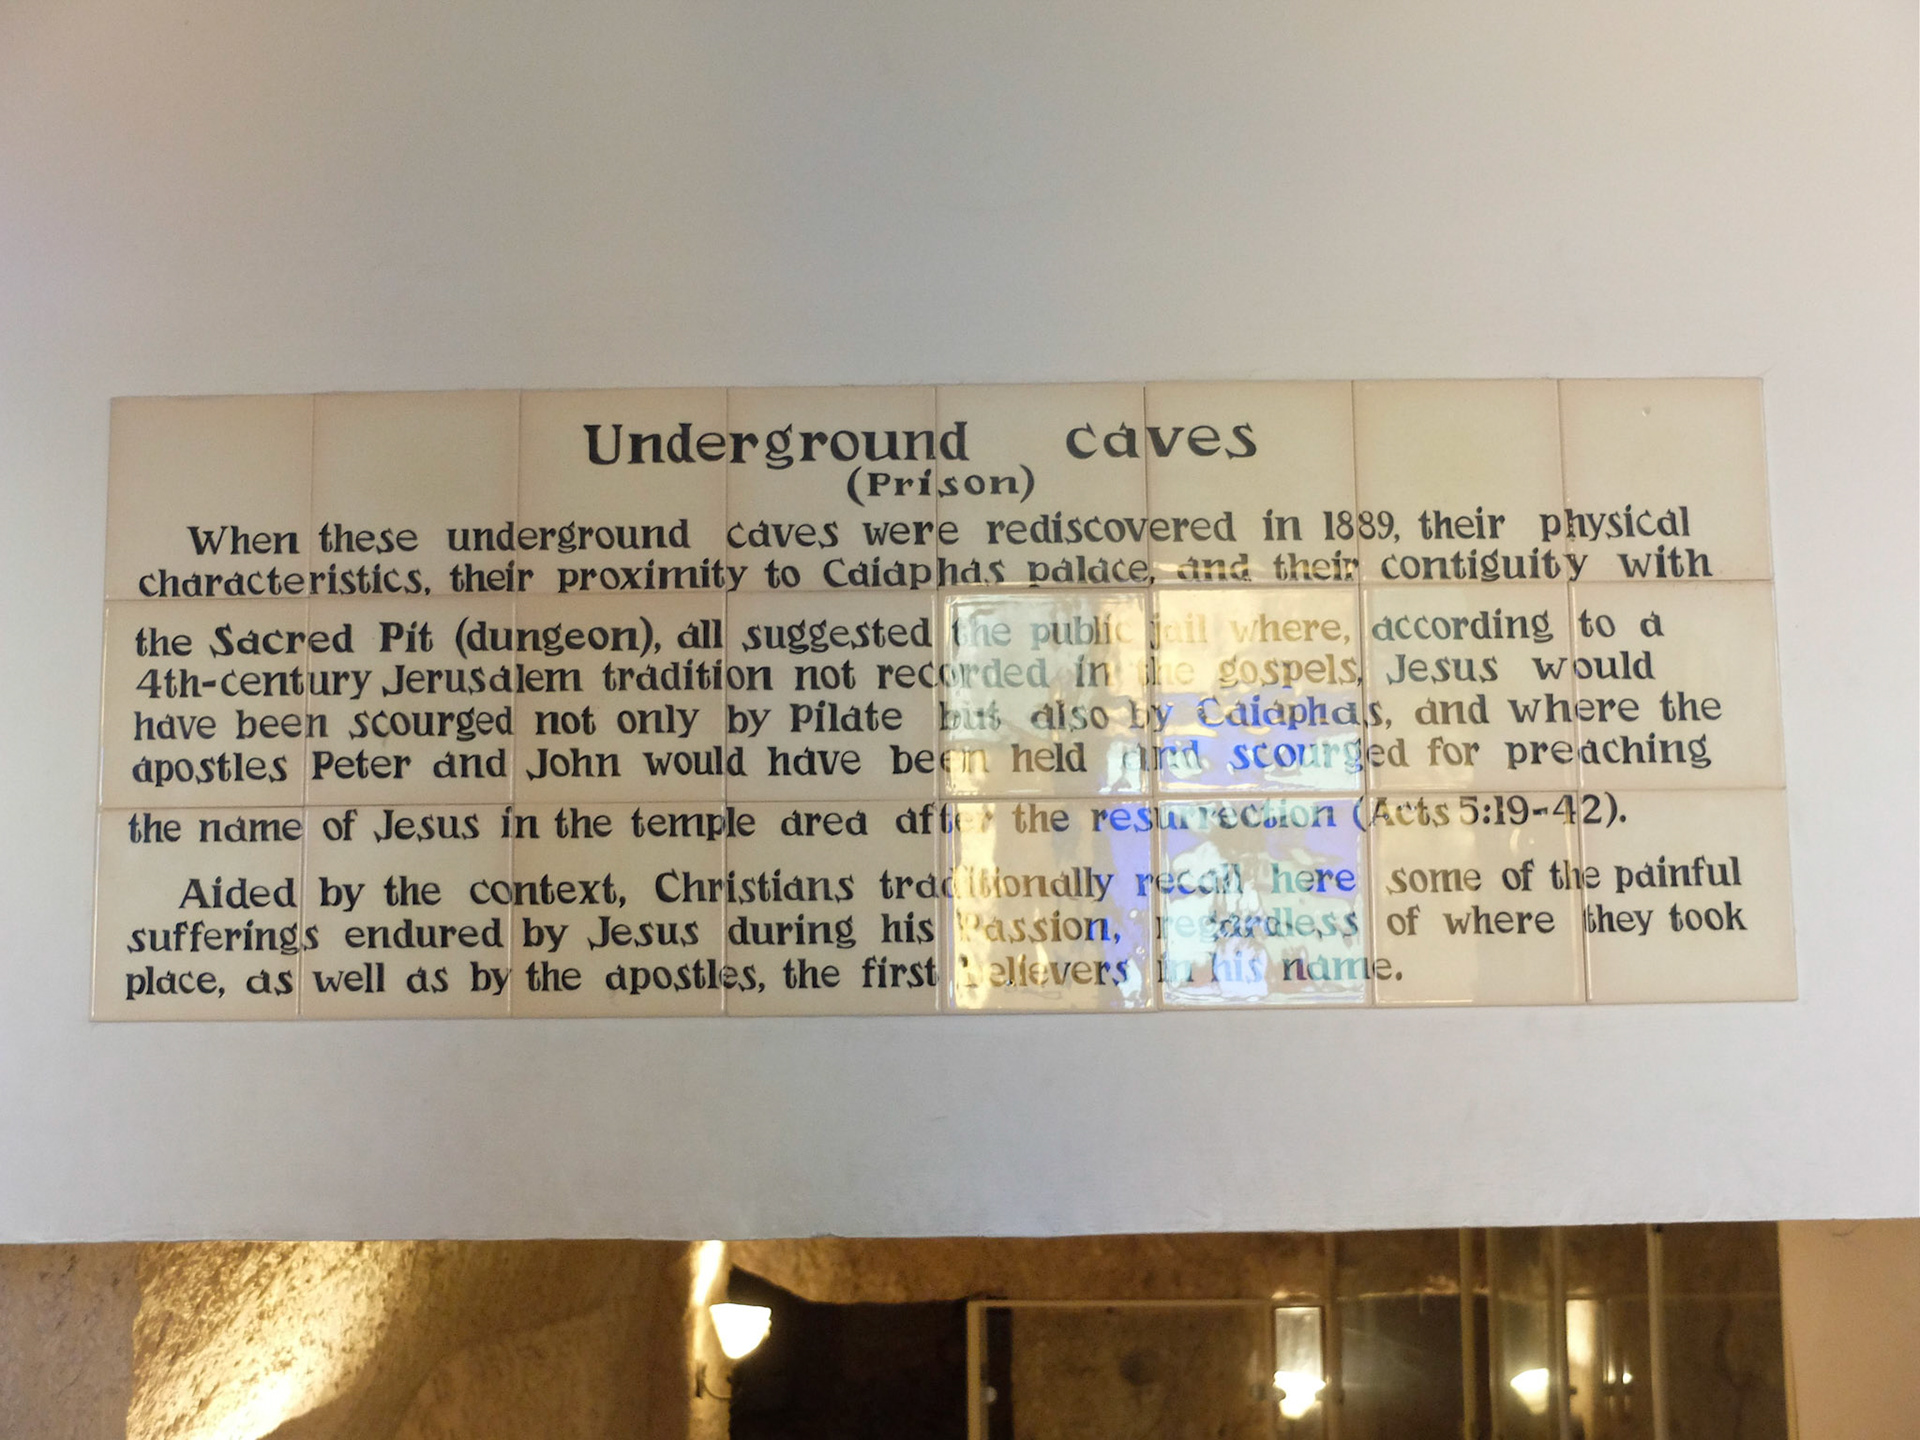 Underground caves
(Prison)
When these underground caves were rediscovered in 1889, their physical
characteristics, their proximity to Caiaphas palace, and their contiguity with
the Sacred Pit (dungeon), all suggested the public jail where, according to a
4th-century Jerusalem tradition not recorded in the gospels, Jesus would
have been scourged not only by Pilate but also by Caiaphas, and where the
apostles Peter and John would have been held and scourged for preaching
the name of Jesus in the temple area after the resurrection (Acts 5:19-42).
Aided by the context, Christians traditionally recall here some of the painful
sufferings endured by Jesus during his Passion, regardless of where they took
place, as well as by the apostles, the first believers in his name.